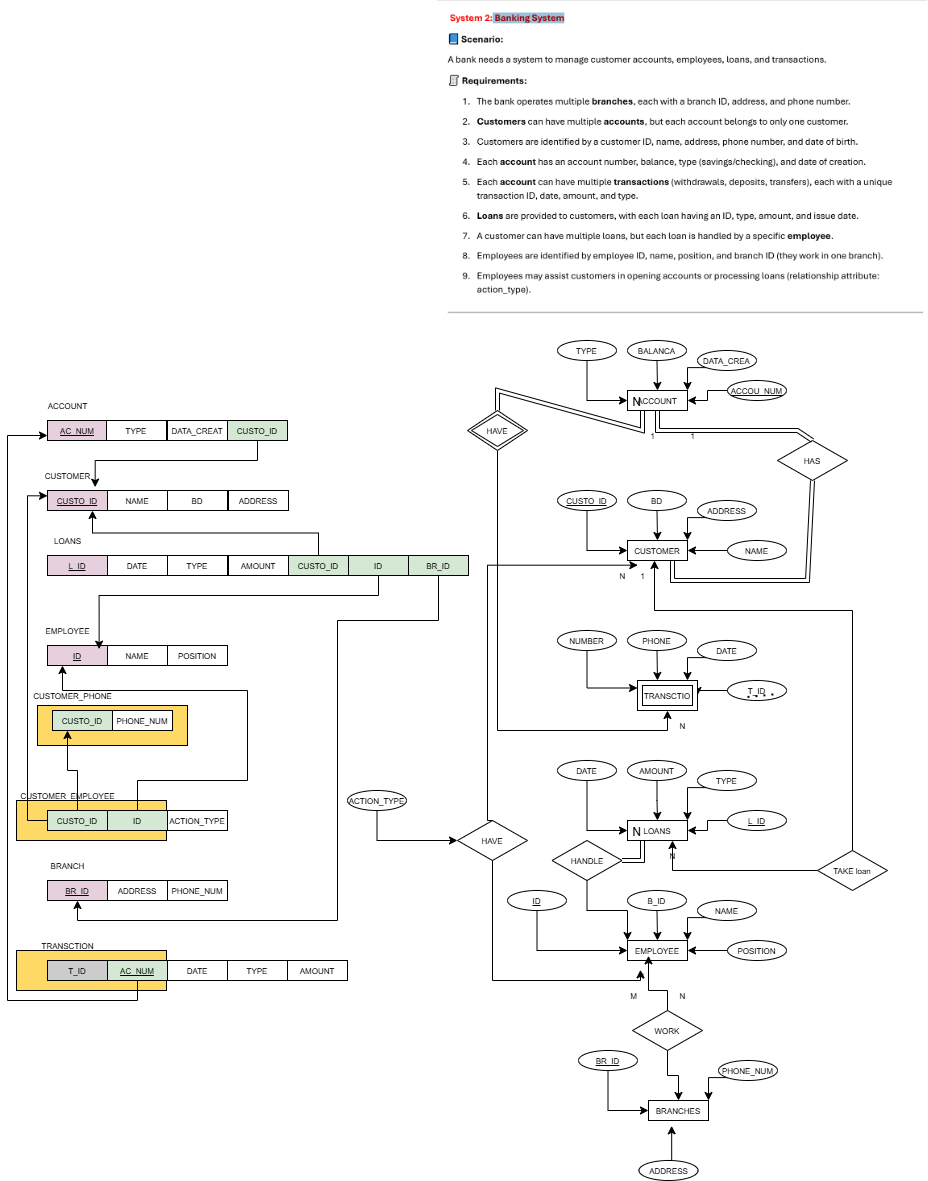 System 2: Banking System
Scenario:
A bank needs a system to manage customer accounts, employees, loans, and transactions.
Requirements:
1. The bank operates multiple branches, each with a branch ID, address, and phone number.
2. Customers can have multiple accounts, but each account belongs to only one customer.
3. Customers are identified by a customer ID, name, address, phone number, and date of birth.
4. Each account has an account number, balance, type (savings/checking), and date of creation.
5. Each account can have multiple transactions (withdrawals, deposits, transfers), each with a unique
transaction ID, date, amount, and type.
6. Loans are provided to customers, with each loan having an ID, type, amount, and issue date.
7. A customer can have multiple loans, but each loan is handled by a specific employee.
8. Employees are identified by employee ID, name, position, and branch ID (they work in one branch).
9. Employees may assist customers in opening accounts or processing loans (relationship attribute:
action_type).
ACCOUNT
AC_NUM TYPE DATA_CREAT CUSTO_ID
CUSTOMER
CUSTO_ID NAME BD ADDRESS
LOANS
L_ID DATE TYPE AMOUNT CUSTO_ID ID BR_ID
EMPLOYEE
ID NAME POSITION
CUSTOMER_PHONE
CUSTO_ID PHONE_NUM
CUSTOMER_EMPLOYEE
CUSTO_ID ID ACTION_TYPE
BRANCH
BR_ID ADDRESS PHONE_NUM
TRANSCTION
T_ID AC_NUM DATE TYPE AMOUNT
TYPE BALANCA
DATA_CREA
ACCOU_NUM
N ACCOUNT
HAVE
1 1
HAS
CUSTO_ID BD
ADDRESS
CUSTOMER NAME
N 1
NUMBER PHONE
DATE
TRANSCTIO T_ID
N
DATE AMOUNT
TYPE
ACTION_TYPE
N LOANS L_ID
HAVE
N
HANDLE TAKE loan
ID B_ID
NAME
EMPLOYEE POSITION
M N
WORK
BR_ID PHONE_NUM
BRANCHES
ADDRESS